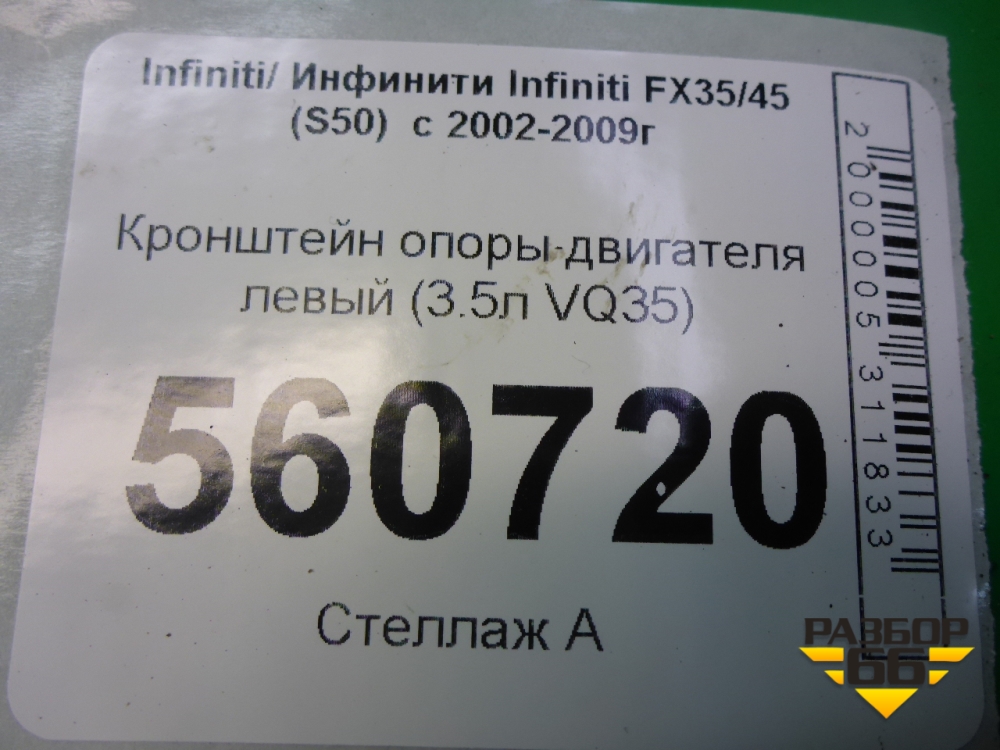 Infiniti/ Инфинити Infiniti FX35/45
(S50) с 2002-2009г
Кронштейн опоры двигателя
левый (3.5л VQ35)
560720
Стеллаж А
2000005311833
РАЗБОР
66